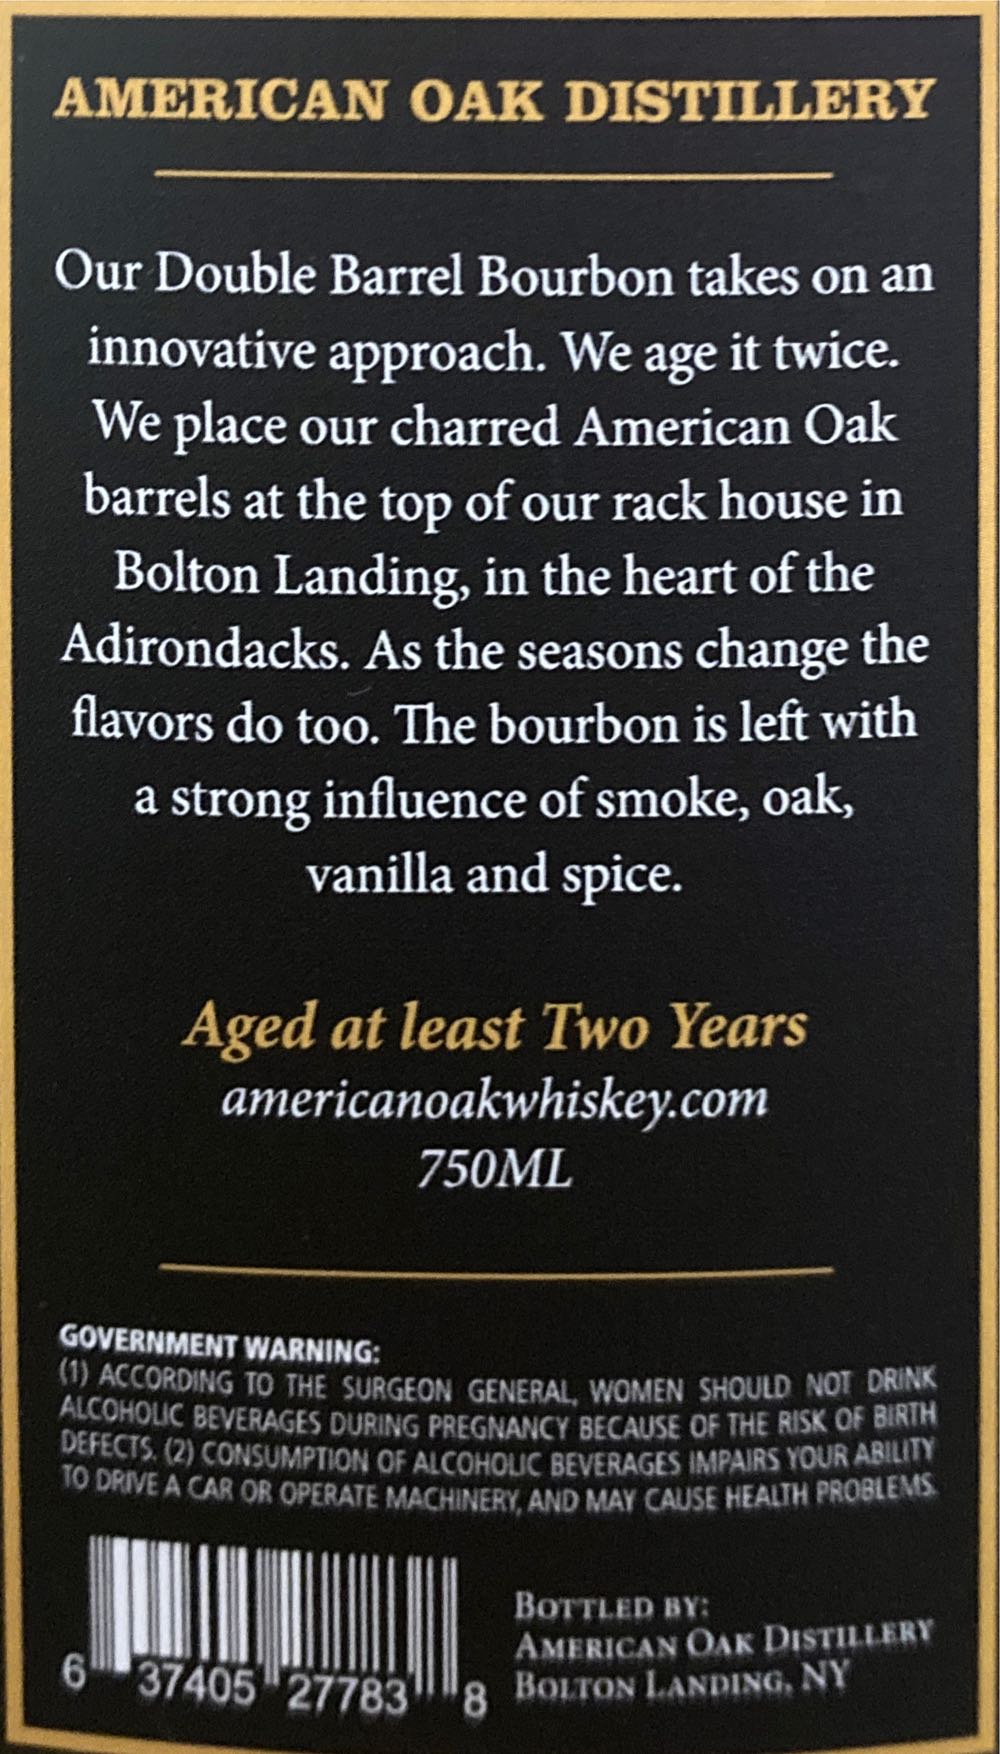 AMERICAN OAK DISTILLERY
Our Double Barrel Bourbon takes on an
innovative approach. We age it twice.
We place our charred American Oak
barrels at the top of our rack house in
Bolton Landing, in the heart of the
Adirondacks. As the seasons change the
flavors do too. The bourbon is left with
a strong influence of smoke, oak,
vanilla and spice.
Aged at least Two Years
americanoakwhiskey.com
750ML
GOVERNMENT WARNING:
(1) ACCORDING TO THE SURGEON GENERAL, WOMEN SHOULD NOT DRINK
ALCOHOLIC BEVERAGES DURING PREGNANCY BECAUSE OF THE RISK OF BIRTH
DEFECTS. (2) CONSUMPTION OF ALCOHOLIC BEVERAGES IMPAIRS YOUR ABILITY
TO DRIVE A CAR OR OPERATE MACHINERY, AND MAY CAUSE HEALTH PROBLEMS.
6 37405 27783 8
BOTTLED BY:
AMERICAN OAK DISTILLERY
BOLTON LANDING, NY